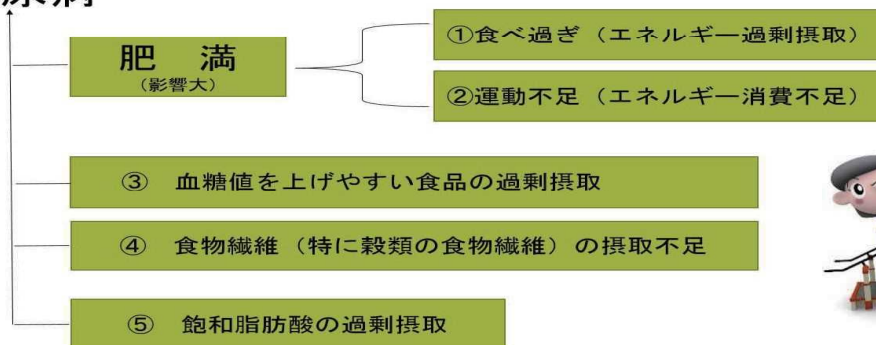 肥　満
（影響大）
①食べ過ぎ（エネルギー過剰摂取）
②運動不足（エネルギー消費不足）
③　血糖値を上げやすい食品の過剰摂取
④　食物繊維（特に穀類の食物繊維）の摂取不足
⑤　飽和脂肪酸の過剰摂取